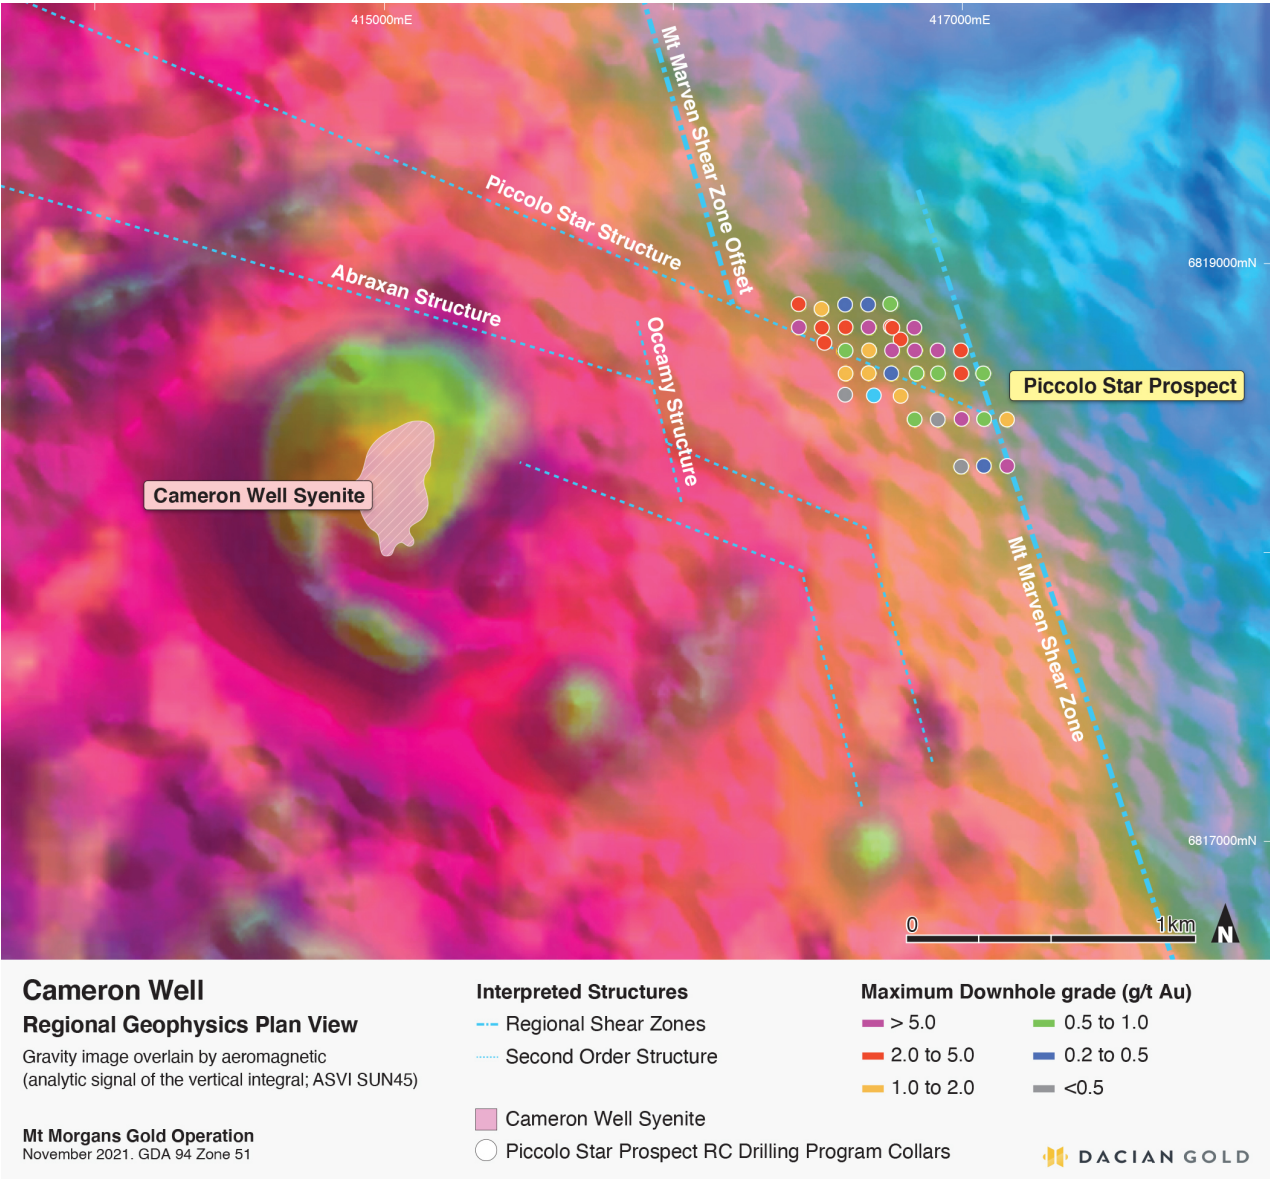 415000mE
417000mE
Mt Marven Shear Zone Offset
Piccolo Star Structure
6819000mN
Abraxan Structure
Occamy Structure
Piccolo Star Prospect
Cameron Well Syenite
Mt Marven Shear Zone
6817000mN
0 1km
N
Cameron Well
Regional Geophysics Plan View
Gravity image overlain by aeromagnetic
(analytic signal of the vertical integral; ASVI SUN45)
Mt Morgans Gold Operation
November 2021. GDA 94 Zone 51
Interpreted Structures
Regional Shear Zones
Second Order Structure
Cameron Well Syenite
Piccolo Star Prospect RC Drilling Program Collars
Maximum Downhole grade (g/t Au)
> 5.0
2.0 to 5.0
1.0 to 2.0
0.5 to 1.0
0.2 to 0.5
<0.5
DACIAN GOLD